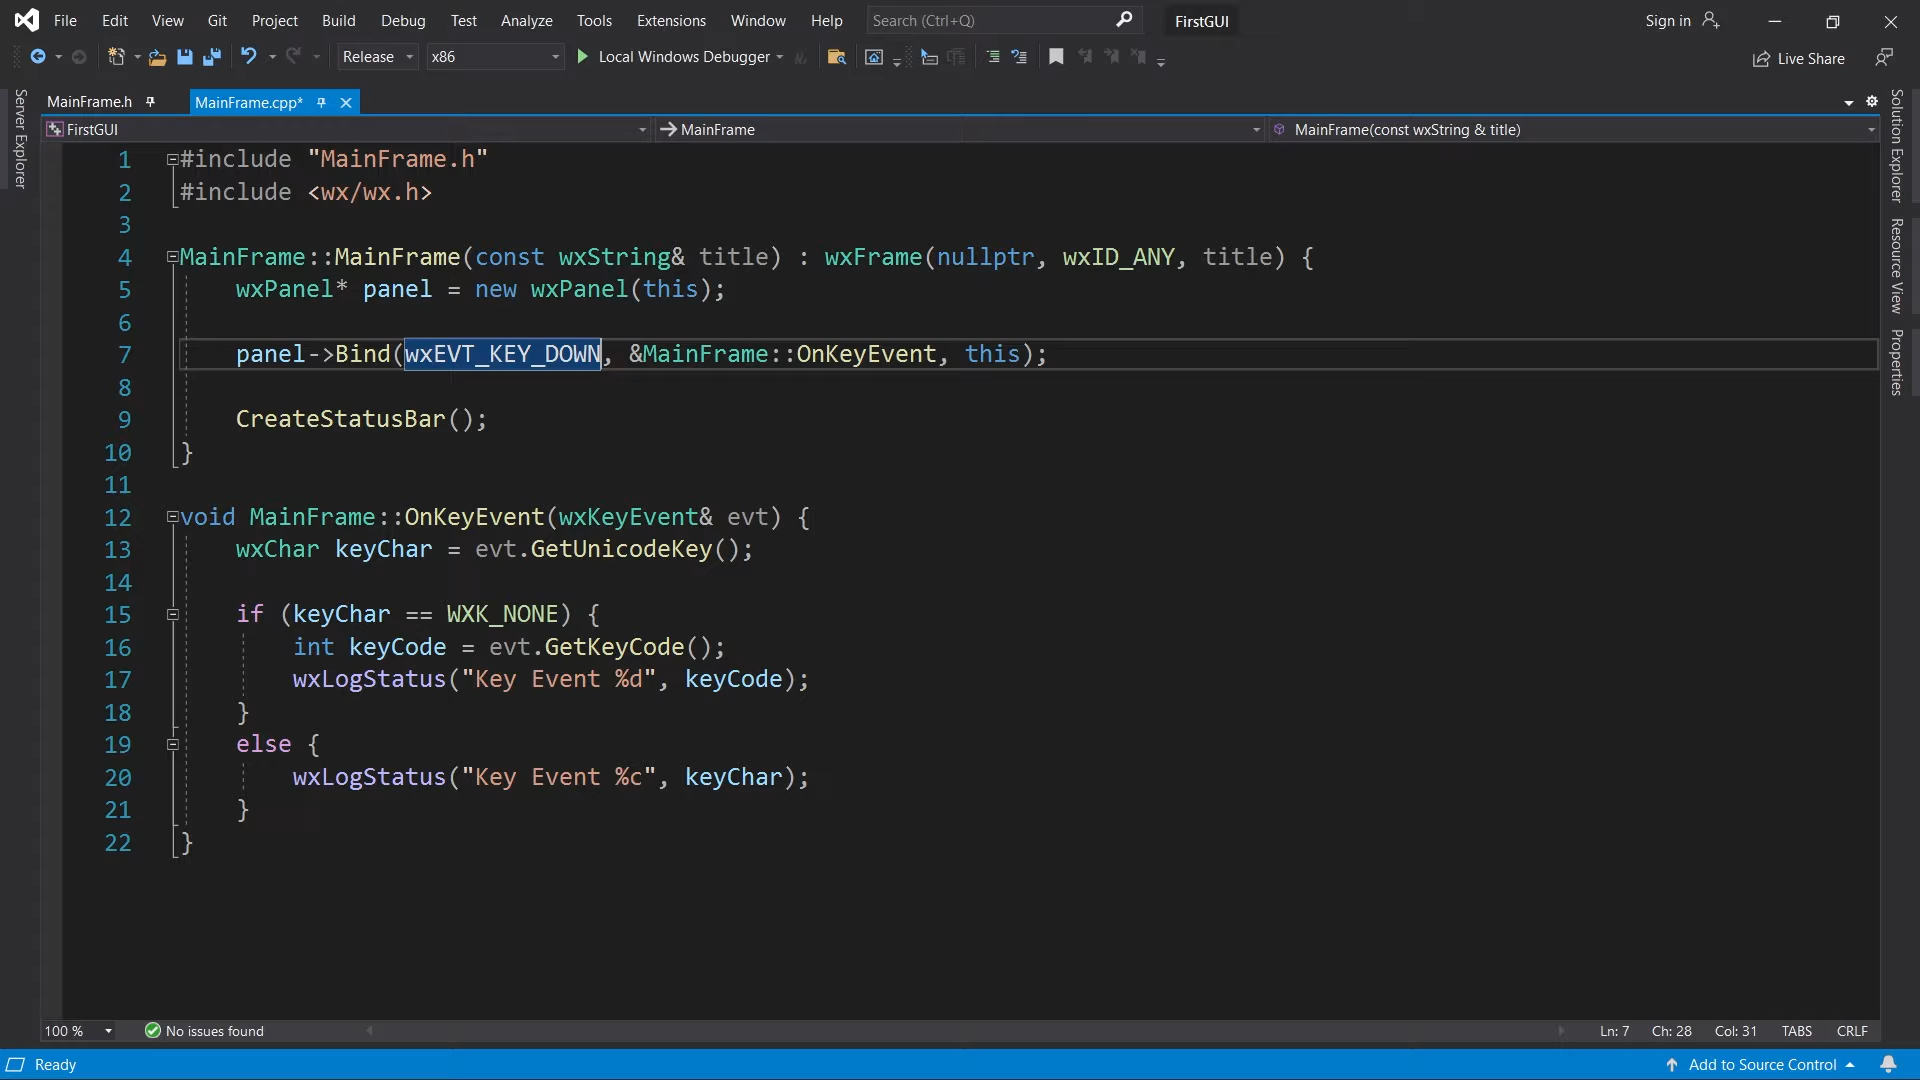 File Edit View Git Project Build Debug Test Analyze Tools Extensions Window Help Search (Ctrl+Q) FirstGUI Sign in
Release x86 Local Windows Debugger Live Share
MainFrame.h MainFrame.cpp*
FirstGUI MainFrame MainFrame(const wxString & title)
Server Explorer
Solution Explorer
Resource View
Properties
1 #include "MainFrame.h"
2 #include <wx/wx.h>
3
4 MainFrame::MainFrame(const wxString& title) : wxFrame(nullptr, wxID_ANY, title) {
5 wxPanel* panel = new wxPanel(this);
6
7 panel->Bind(wxEVT_KEY_DOWN, &MainFrame::OnKeyEvent, this);
8
9 CreateStatusBar();
10 }
11
12 void MainFrame::OnKeyEvent(wxKeyEvent& evt) {
13 wxChar keyChar = evt.GetUnicodeKey();
14
15 if (keyChar == WXK_NONE) {
16 int keyCode = evt.GetKeyCode();
17 wxLogStatus("Key Event %d", keyCode);
18 }
19 else {
20 wxLogStatus("Key Event %c", keyChar);
21 }
22 }
100 % No issues found Ln: 7 Ch: 28 Col: 31 TABS CRLF
Ready Add to Source Control